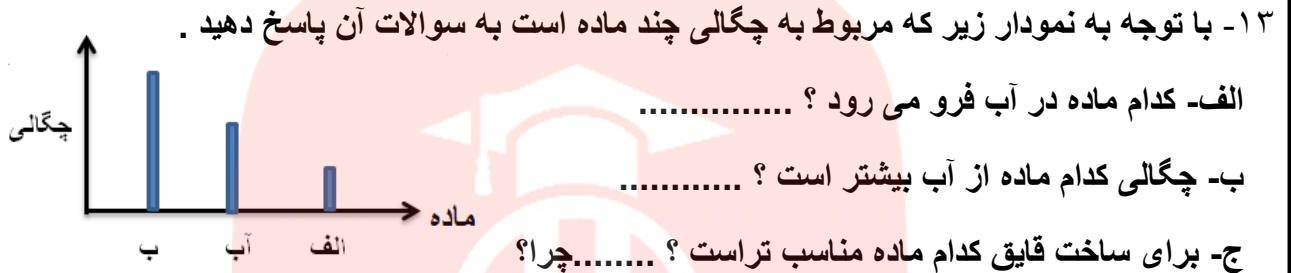 ۱۳- با توجه به نمودار زیر که مربوط به چگالی چند ماده است به سوالات آن پاسخ دهید .
الف- کدام ماده در آب فرو می رود ؟ ...............
ب- چگالی کدام ماده از آب بیشتر است ؟ ............
ج- برای ساخت قایق کدام ماده مناسب تراست ؟ ........چرا؟
چگالی
ماده
الف
آب
ب